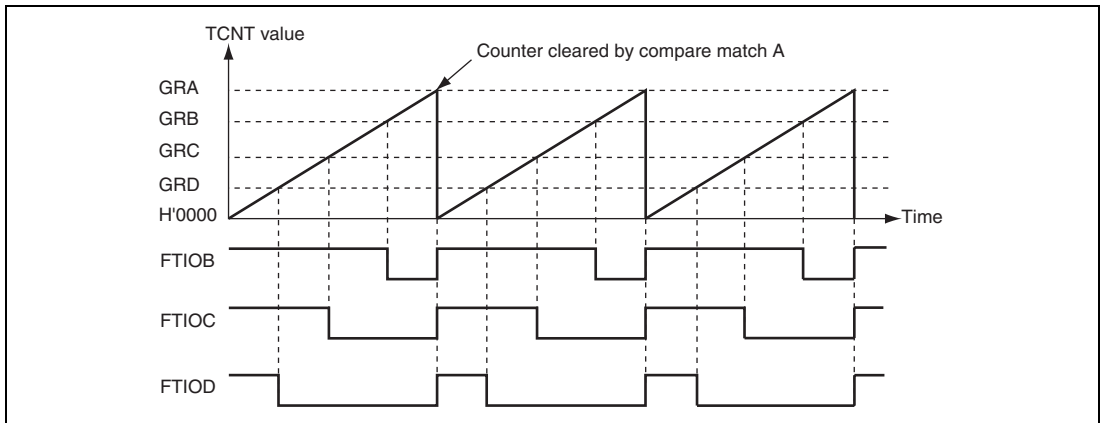 TCNT value
Counter cleared by compare match A
GRA
GRB
GRC
GRD
H'0000
Time
FTIOB
FTIOC
FTIOD